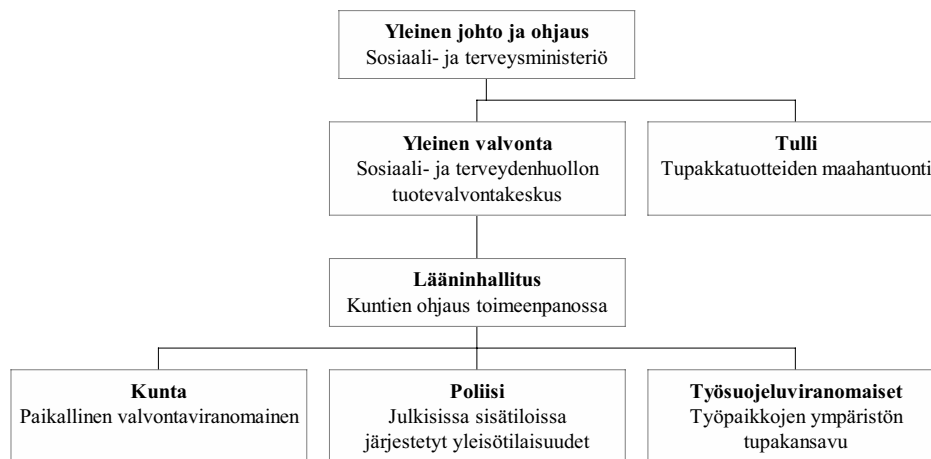 Yleinen johto ja ohjaus
Sosiaali- ja terveysministeriö
Yleinen valvonta
Sosiaali- ja terveydenhuollon
tuotevalvontakeskus
Tulli
Tupakkatuotteiden maahantuonti
Lääninhallitus
Kuntien ohjaus toimeenpanossa
Kunta
Paikallinen valvontaviranomainen
Poliisi
Julkisissa sisätiloissa
järjestetyt yleisötilaisuudet
Työsuojeluviranomaiset
Työpaikkojen ympäristön
tupakansavu